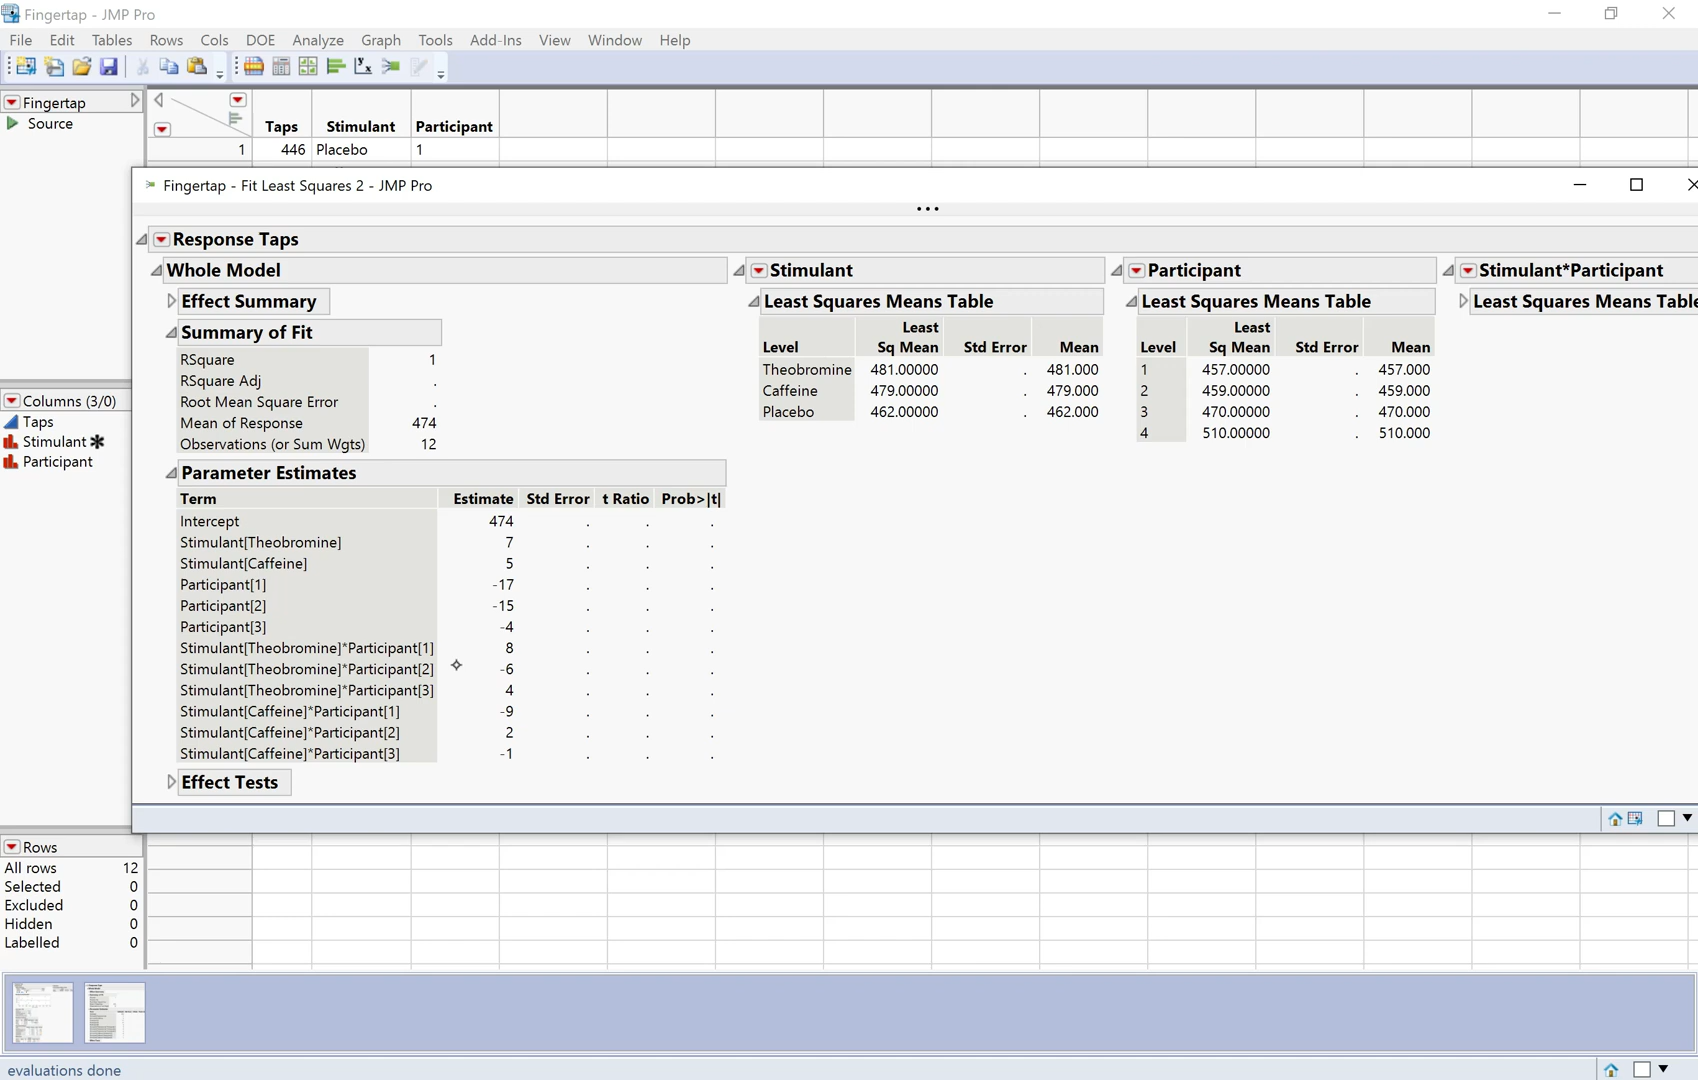 Fingertap - JMP Pro
File Edit Tables Rows Cols DOE Analyze Graph Tools Add-Ins View Window Help
Fingertap
Source
Taps Stimulant Participant
1 446 Placebo 1
Fingertap - Fit Least Squares 2 - JMP Pro
Response Taps
Whole Model
Effect Summary
Summary of Fit
RSquare 1
RSquare Adj .
Root Mean Square Error .
Mean of Response 474
Observations (or Sum Wgts) 12
Parameter Estimates
Term Estimate Std Error t Ratio Prob>|t|
Intercept 474 . . .
Stimulant[Theobromine] 7 . . .
Stimulant[Caffeine] 5 . . .
Participant[1] -17 . . .
Participant[2] -15 . . .
Participant[3] -4 . . .
Stimulant[Theobromine]*Participant[1] 8 . . .
Stimulant[Theobromine]*Participant[2] -6 . . .
Stimulant[Theobromine]*Participant[3] 4 . . .
Stimulant[Caffeine]*Participant[1] -9 . . .
Stimulant[Caffeine]*Participant[2] 2 . . .
Stimulant[Caffeine]*Participant[3] -1 . . .
Effect Tests
Stimulant
Least Squares Means Table
Least
Level Sq Mean Std Error Mean
Theobromine 481.00000 . 481.000
Caffeine 479.00000 . 479.000
Placebo 462.00000 . 462.000
Participant
Least Squares Means Table
Least
Level Sq Mean Std Error Mean
1 457.00000 . 457.000
2 459.00000 . 459.000
3 470.00000 . 470.000
4 510.00000 . 510.000
Stimulant*Participant
Least Squares Means Table
Columns (3/0)
Taps
Stimulant
Participant
Rows
All rows 12
Selected 0
Excluded 0
Hidden 0
Labelled 0
evaluations done